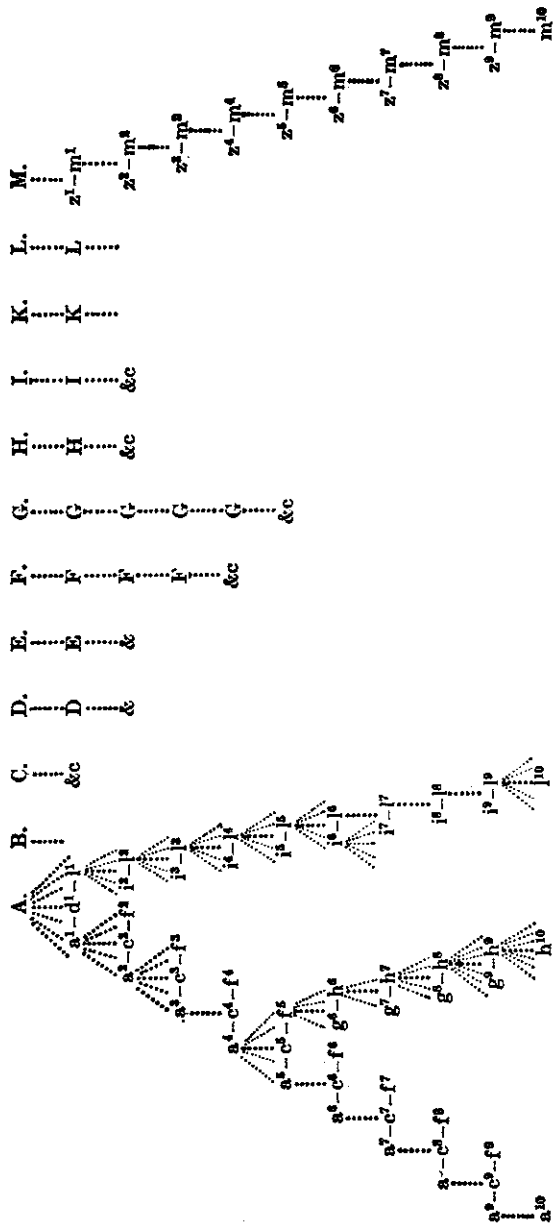 A. B. C. D. E. F. G. H. I. K. L. M.
a¹–d¹–l¹ &c D E F G H I K L z¹–m¹
a²–c²–f² i²–l² & & F G &c &c z²–m²
a³–c³–f³ i³–l³ F G z³–m³
a⁴–c⁴–f⁴ i⁴–l⁴ &c G z⁴–m⁴
a⁵–c⁵–f⁵ i⁵–l⁵ &c z⁵–m⁵
a⁶–c⁶–f⁶ g⁶–h⁶ i⁶–l⁶ z⁶–m⁶
a⁷–c⁷–f⁷ g⁷–h⁷ i⁷–l⁷ z⁷–m⁷
a–c⁸–f⁸ g⁸–h⁸ i⁸–l⁸ z⁸–m⁸
a⁹–c⁹–f⁹ g⁹–h⁹ i⁹–l⁹ z⁹–m⁹
a¹⁰ h¹⁰ l¹⁰ m¹⁰